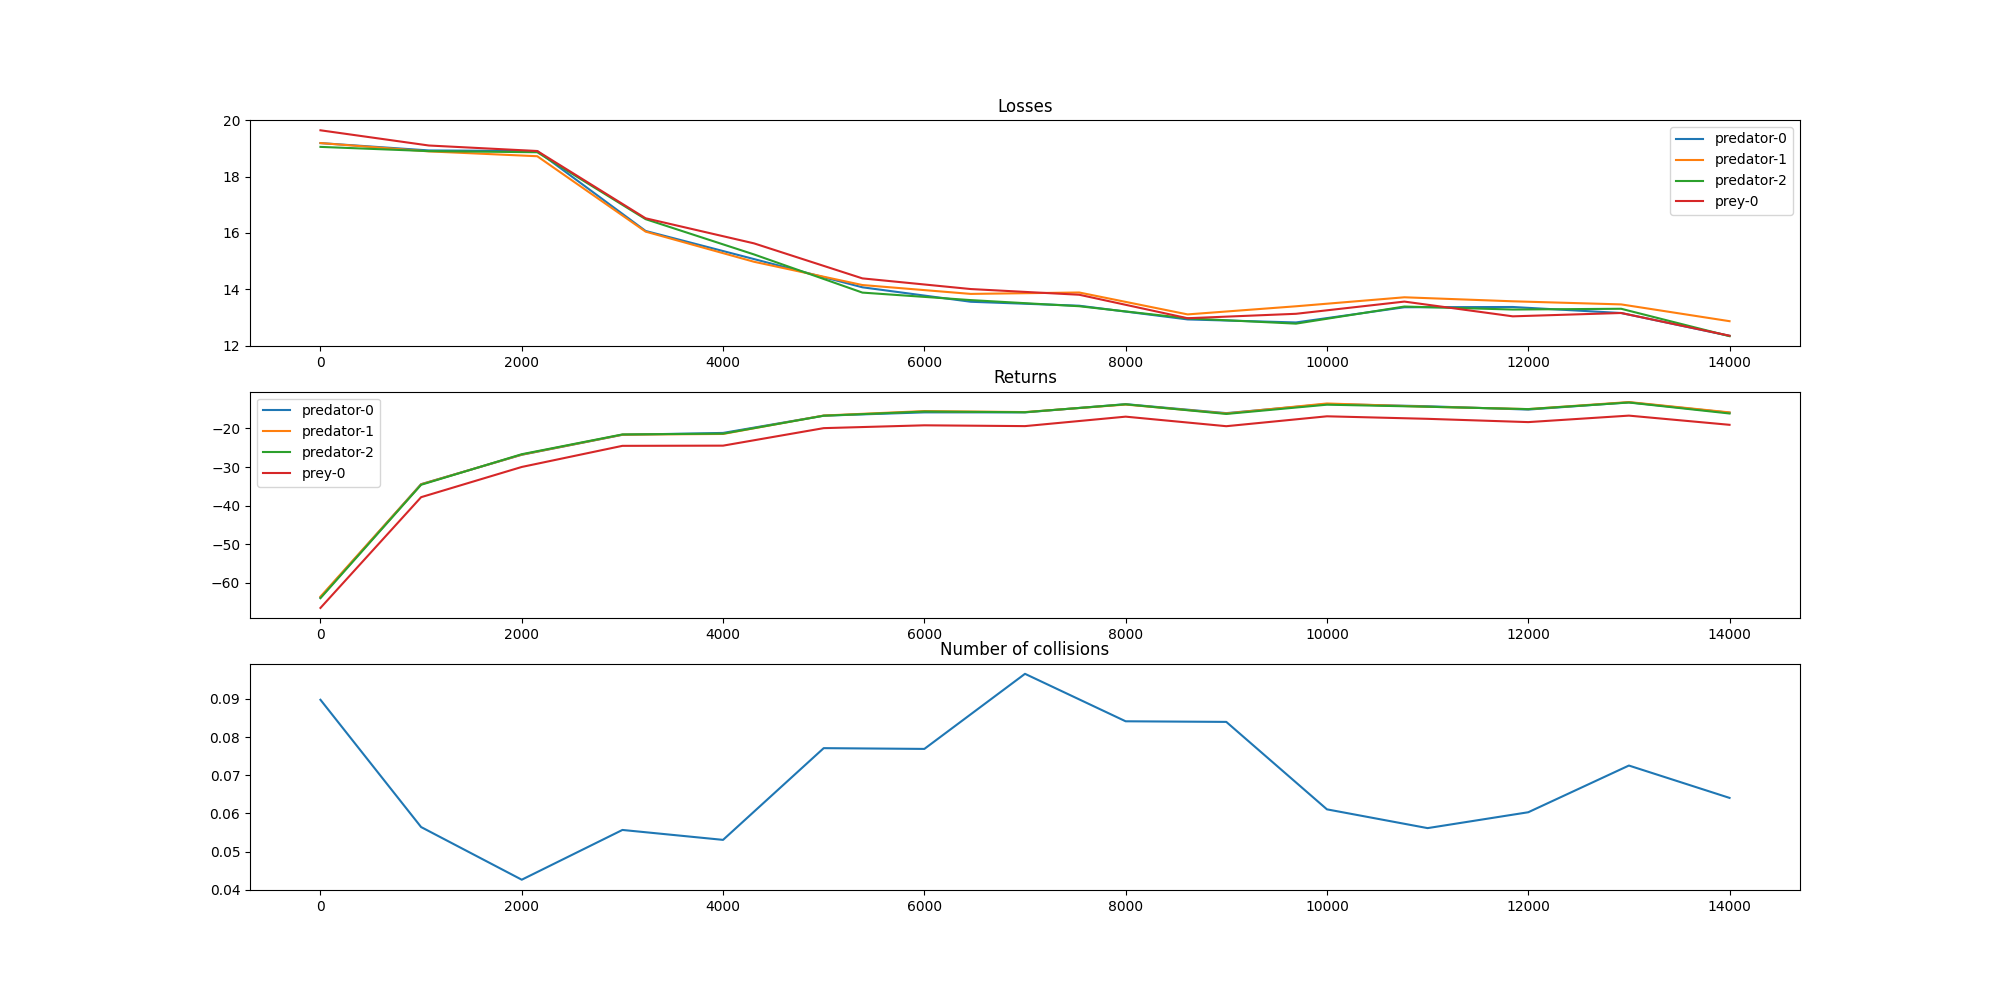 Losses
20
18
16
14
12
predator-0
predator-1
predator-2
prey-0
0 2000 4000 6000 8000 10000 12000 14000
Returns
−20
−30
−40
−50
−60
predator-0
predator-1
predator-2
prey-0
0 2000 4000 6000 8000 10000 12000 14000
Number of collisions
0.09
0.08
0.07
0.06
0.05
0.04
0 2000 4000 6000 8000 10000 12000 14000